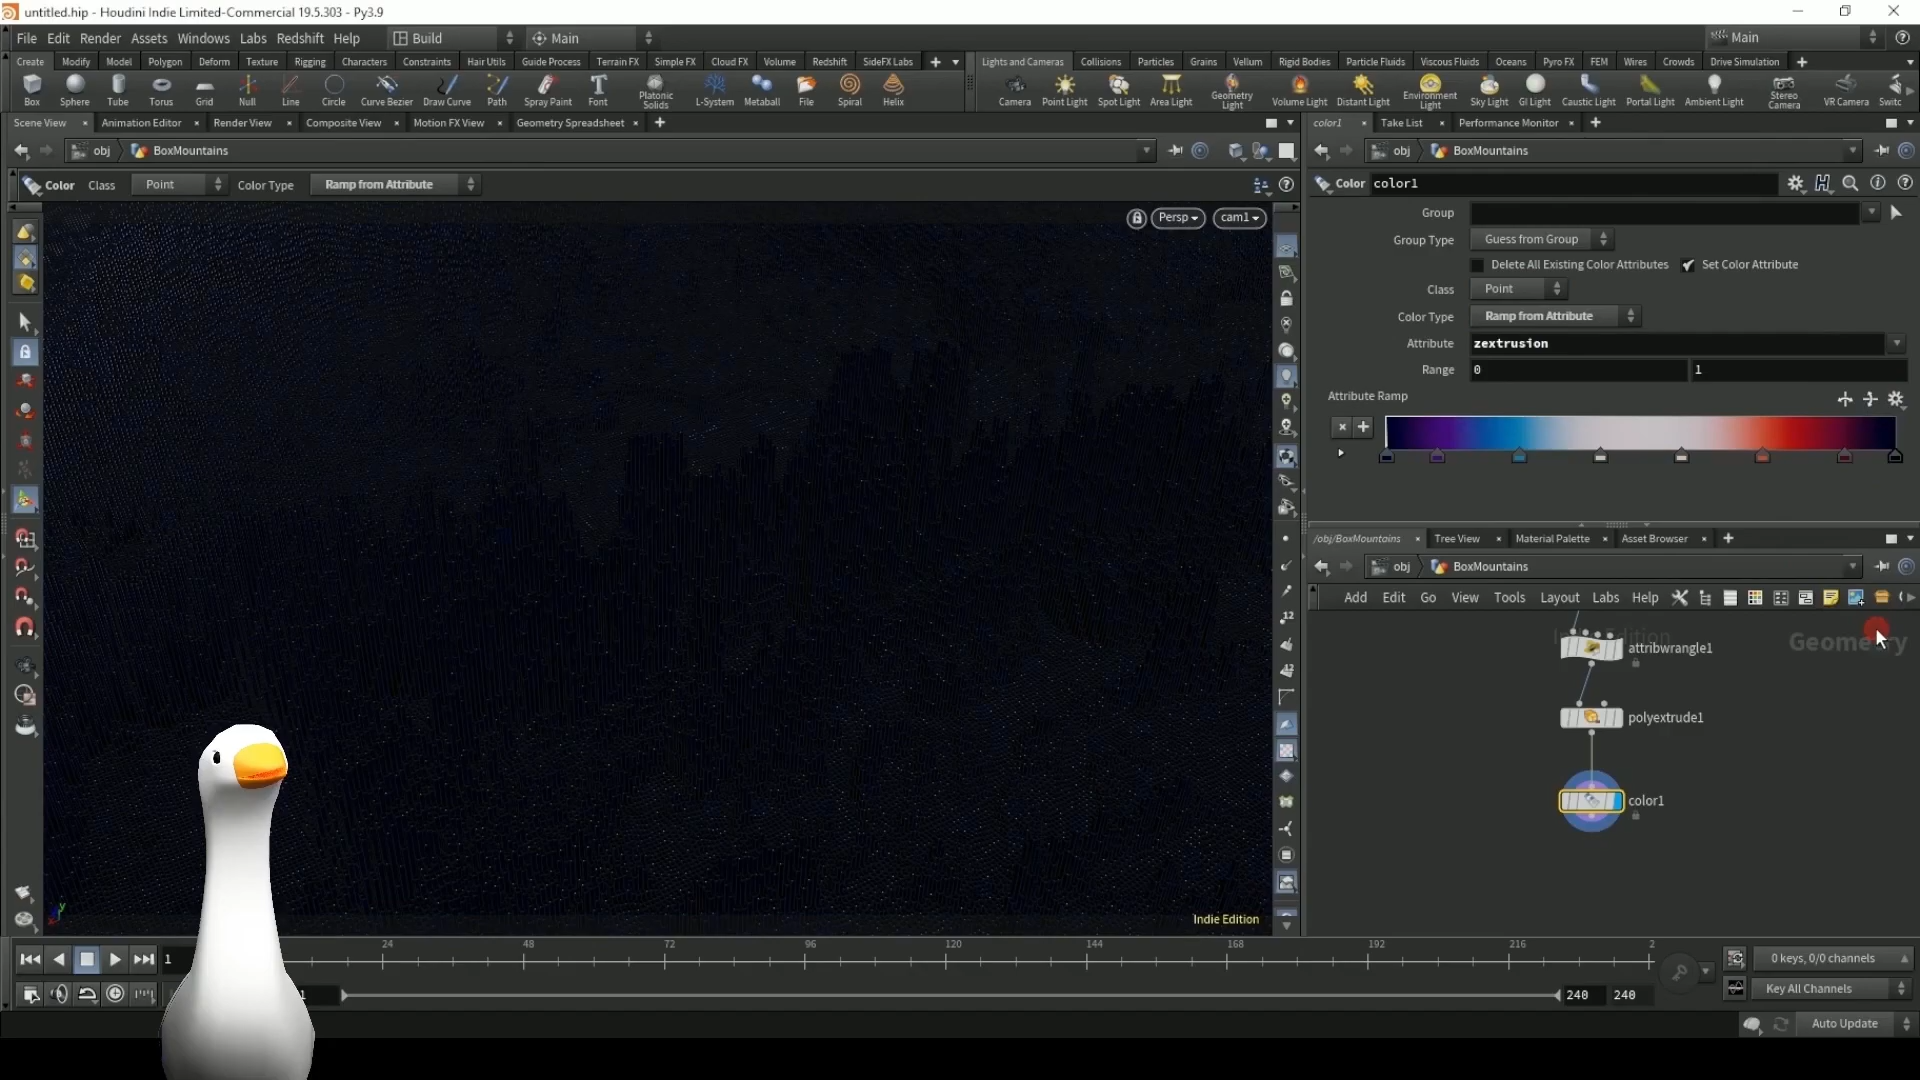 untitled.hip - Houdini Indie Limited-Commercial 19.5.303 - Py3.9
File Edit Render Assets Windows Labs Redshift Help Build Main Main
Create Modify Model Polygon Deform Texture Rigging Characters Constraints Hair Utils Guide Process Terrain FX Simple FX Cloud FX Volume Redshift SideFX Labs Lights and Cameras Collisions Particles Grains Vellum Rigid Bodies Particle Fluids Viscous Fluids Oceans Pyro FX FEM Wires Crowds Drive Simulation
Box Sphere Tube Torus Grid Null Line Circle Curve Bezier Draw Curve Path Spray Paint Font Platonic Solids L-System Metaball File Spiral Helix Camera Point Light Spot Light Area Light Geometry Light Volume Light Distant Light Environment Light Sky Light GI Light Caustic Light Portal Light Ambient Light Stereo Camera VR Camera Switc
Scene View Animation Editor Render View Composite View Motion FX View Geometry Spreadsheet color1 Take List Performance Monitor
obj BoxMountains obj BoxMountains
Color Class Point Color Type Ramp from Attribute
Color color1
Persp cam1
Group
Group Type Guess from Group
Delete All Existing Color Attributes Set Color Attribute
Class Point
Color Type Ramp from Attribute
Attribute zextrusion
Range 0 1
Attribute Ramp
/obj/BoxMountains Tree View Material Palette Asset Browser
obj BoxMountains
Add Edit Go View Tools Layout Labs Help
Indie Edition Geometry
attribwrangle1
polyextrude1
color1
Indie Edition
1 24 48 72 96 120 144 168 192 216 2
0 keys, 0/0 channels
1 240 240
Key All Channels
Auto Update